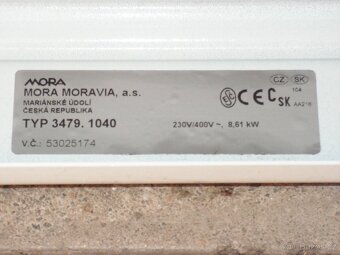 MORA
MORA MORAVIA, a.s.
MARIÁNSKÉ ÚDOLÍ
ČESKÁ REPUBLIKA
TYP 3479. 1040
V.Č.: 53025174
230V/400V ~, 8,61 kW
CZ SK
104
CE CSK AA216